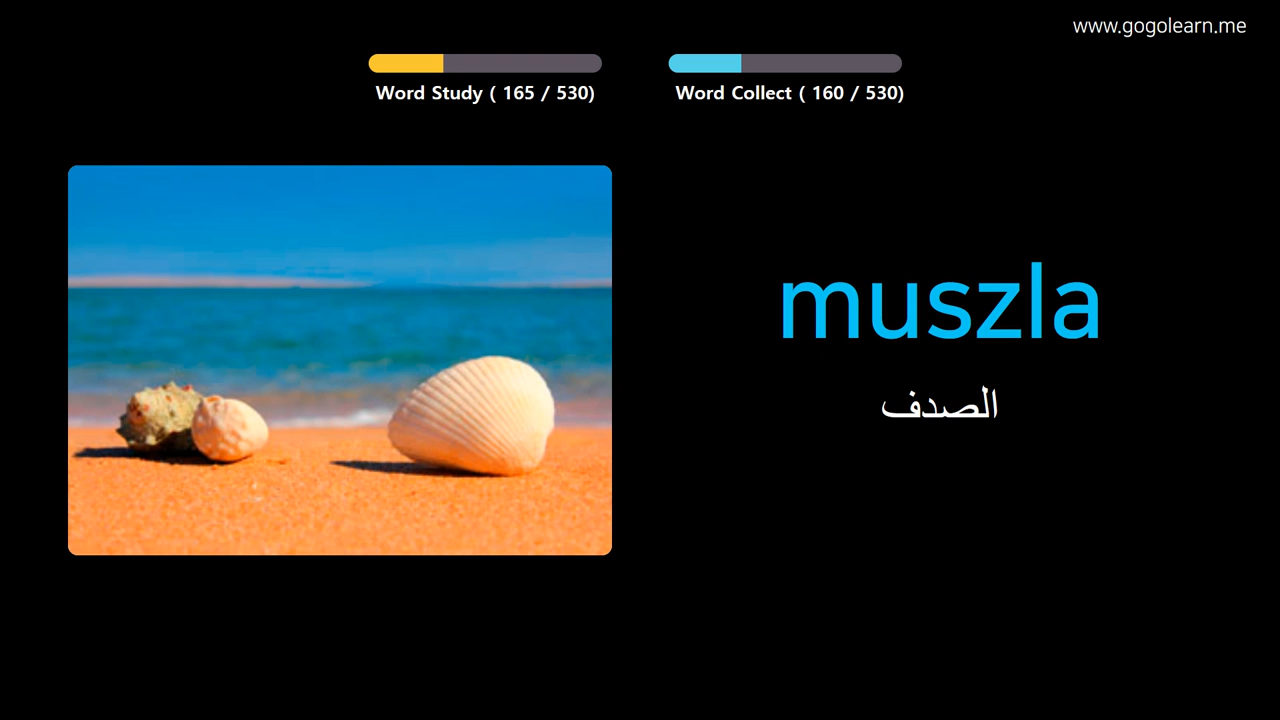 www.gogolearn.me
Word Study ( 165 / 530)
Word Collect ( 160 / 530)
muszla
الصدف